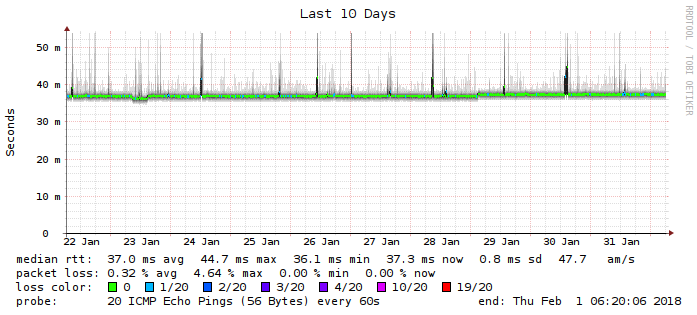 Last 10 Days
RRDTOOL / TOBI OETIKER
Seconds
50 m
40 m
30 m
20 m
10 m
0
22 Jan 23 Jan 24 Jan 25 Jan 26 Jan 27 Jan 28 Jan 29 Jan 30 Jan 31 Jan
median rtt: 37.0 ms avg 44.7 ms max 36.1 ms min 37.3 ms now 0.8 ms sd 47.7 am/s
packet loss: 0.32 % avg 4.64 % max 0.00 % min 0.00 % now
loss color: 0 1/20 2/20 3/20 4/20 10/20 19/20
probe: 20 ICMP Echo Pings (56 Bytes) every 60s end: Thu Feb 1 06:20:06 2018